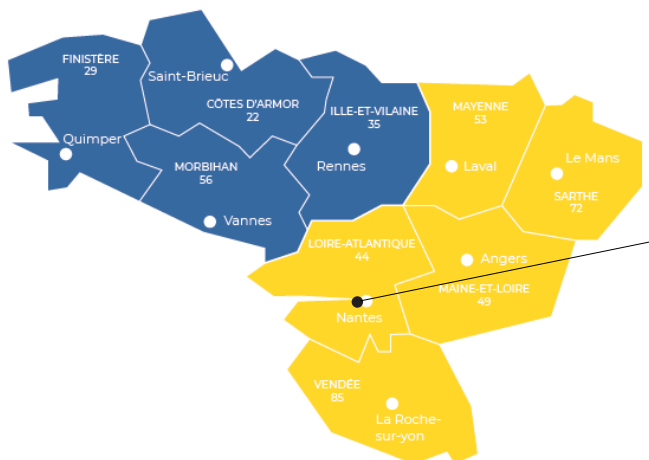 FINISTÈRE
29
Saint-Brieuc
CÔTES D'ARMOR
22
ILLE-ET-VILAINE
35
MAYENNE
53
Quimper
MORBIHAN
56
Rennes
Laval
Le Mans
SARTHE
72
Vannes
LOIRE-ATLANTIQUE
44
Angers
MAINE-ET-LOIRE
49
Nantes
VENDÉE
85
La Roche-
sur-yon